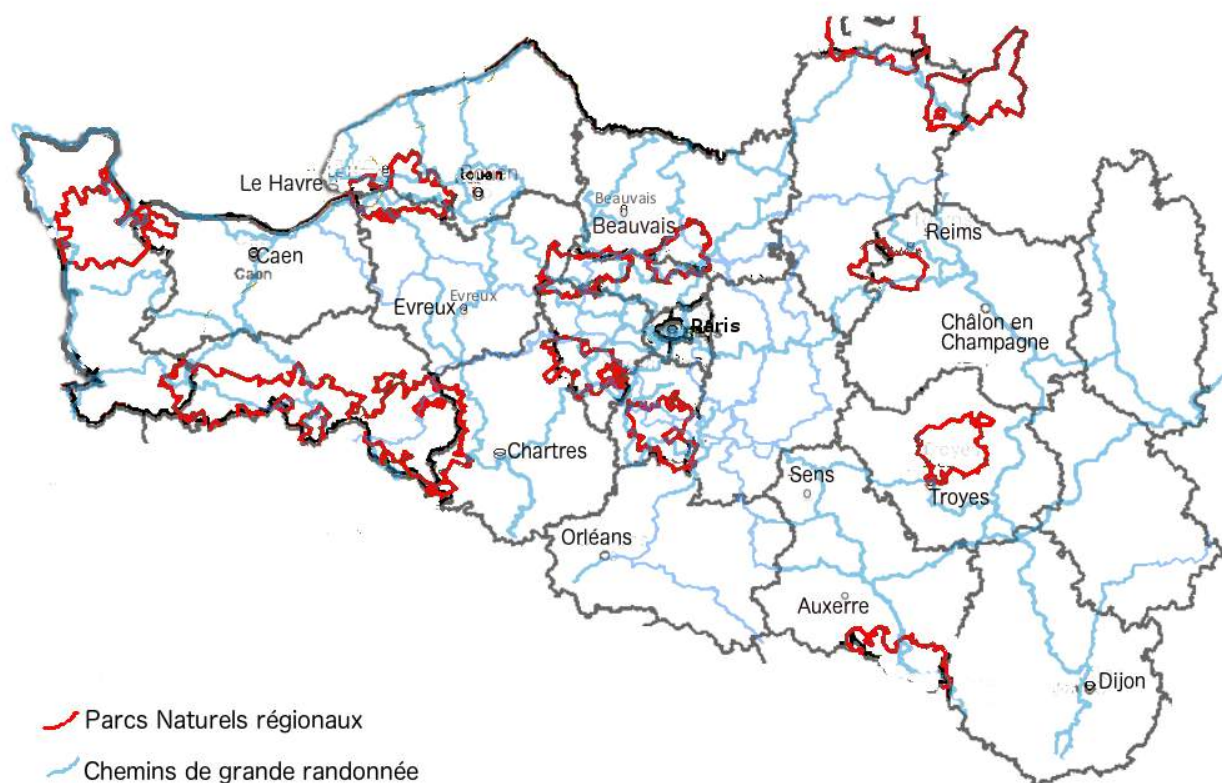 Le Havre
Rouen
Beauvais
Beauvais
Reims
Caen
Caen
Evreux
Evreux
Paris
Châlon en
Champagne
Chartres
Sens
Troyes
Troyes
Orléans
Auxerre
Dijon
Parcs Naturels régionaux
Chemins de grande randonnée